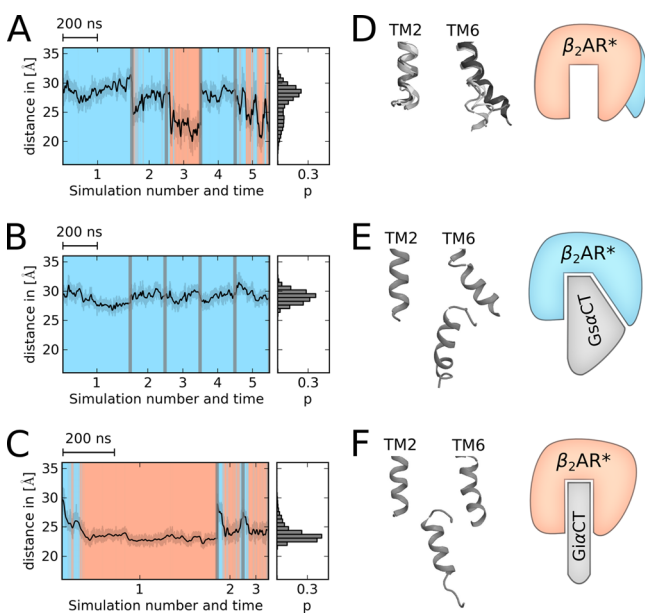 A
200 ns
distance in [Å]
35
30
25
20
1
2
3
4
5
0.3
Simulation number and time
p
D
TM2
TM6
β₂AR*
B
200 ns
distance in [Å]
35
30
25
20
1
2
3
4
5
0.3
Simulation number and time
p
E
TM2
TM6
β₂AR*
GsαCT
C
200 ns
distance in [Å]
35
30
25
20
1
2
3
0.3
Simulation number and time
p
F
TM2
TM6
β₂AR*
GiαCT